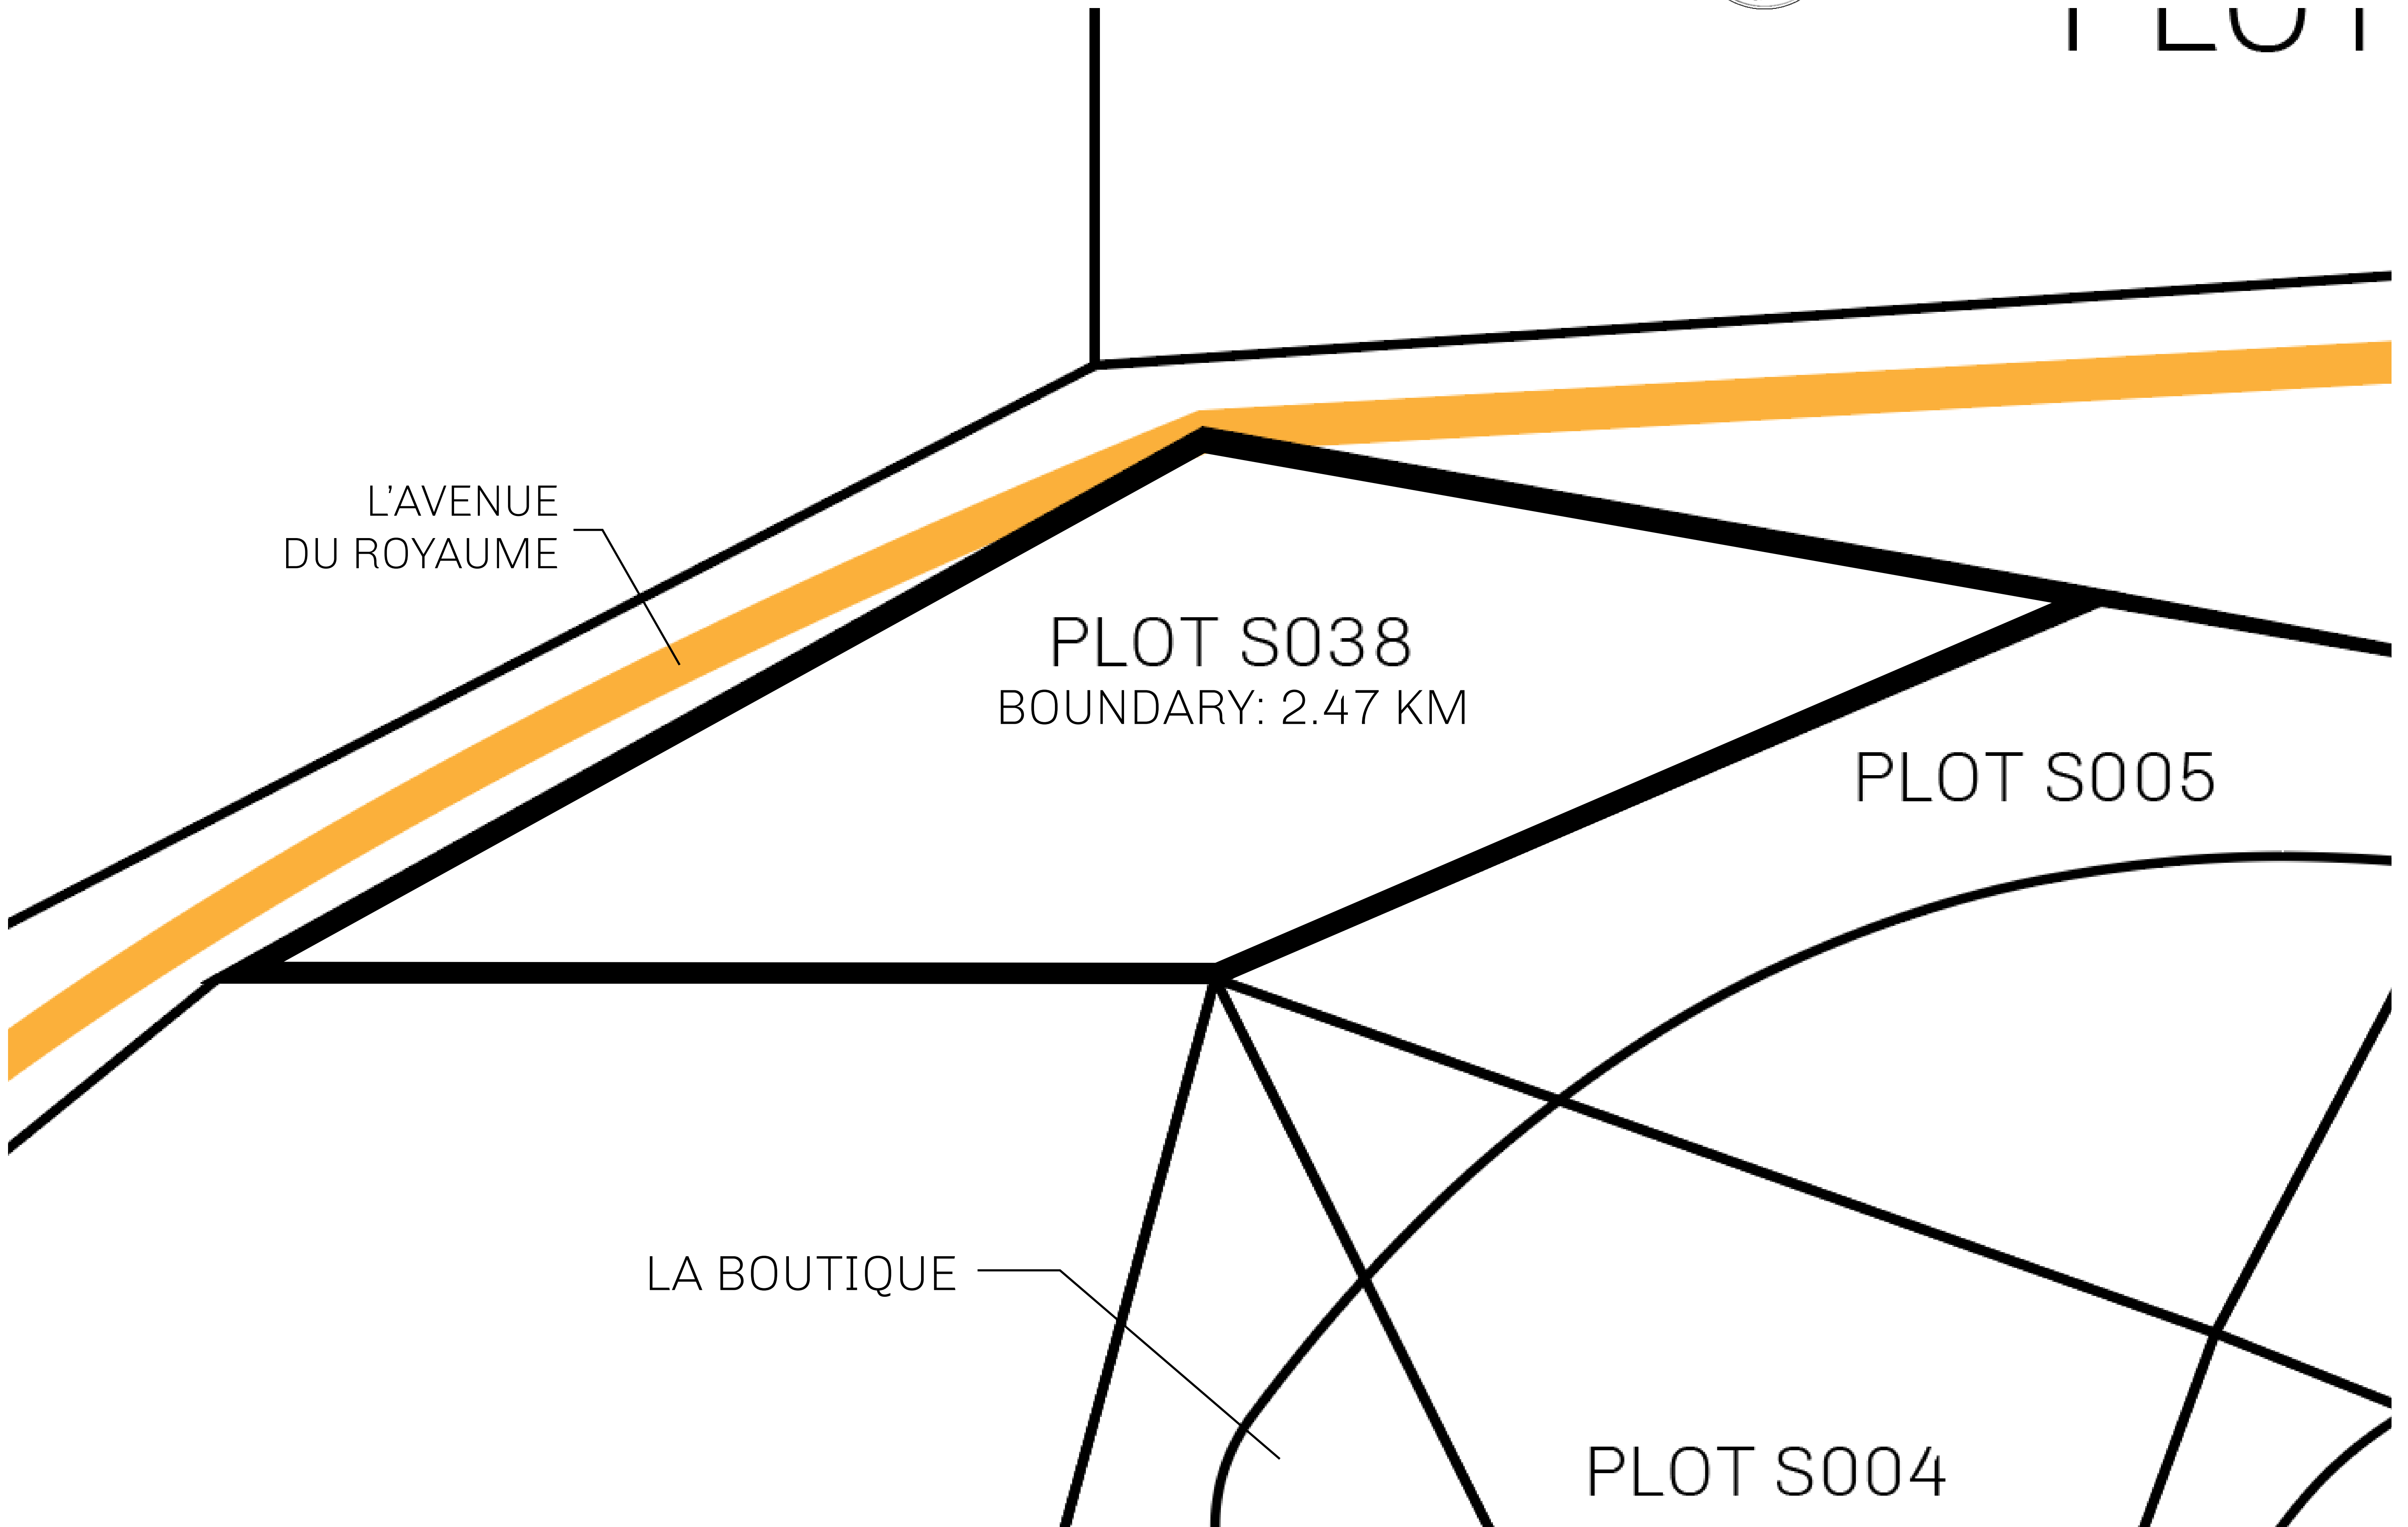 L'AVENUE
DU ROYAUME
PLOT S038
BOUNDARY: 2.47 KM
PLOT S005
LA BOUTIQUE
PLOT S004